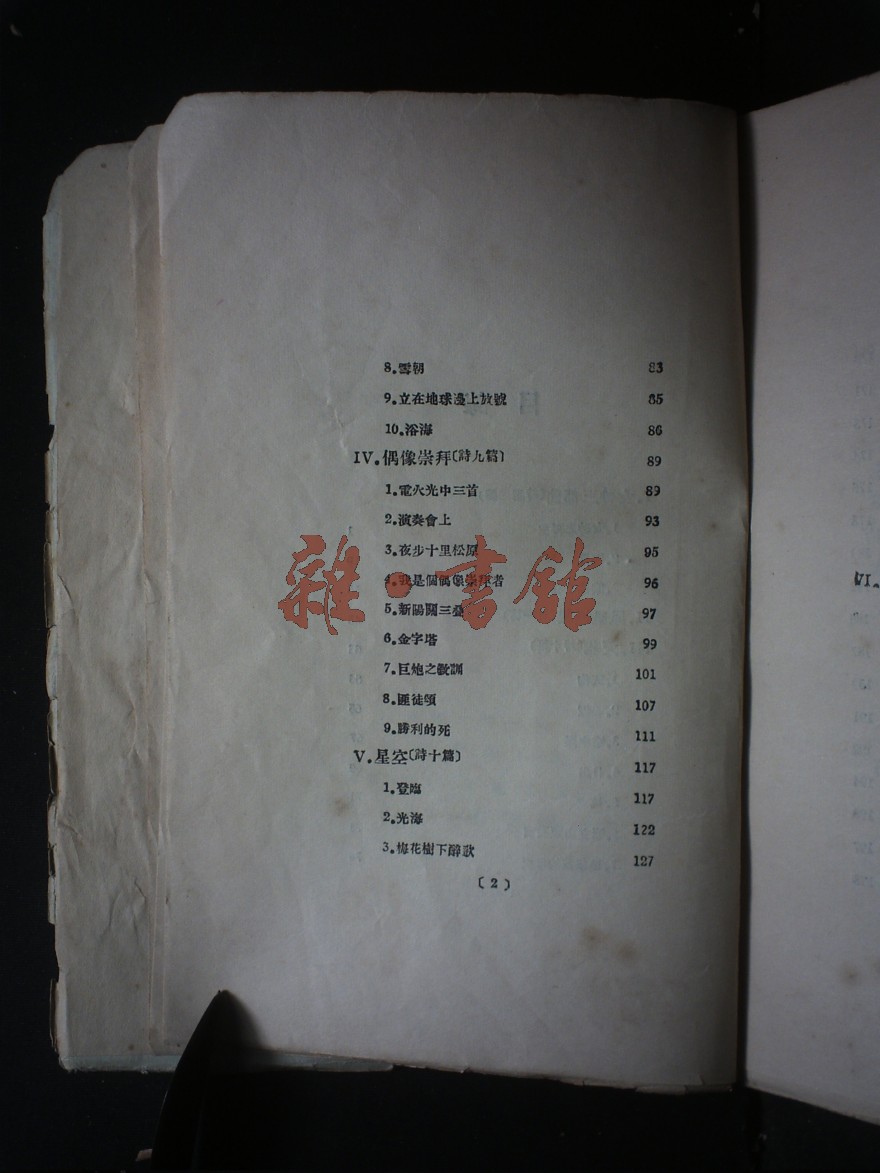 8.雪朝 83
9.立在地球邊上放號 85
10.浴海 86
IV.偶像崇拜〔詩九篇〕 89
1.電火光中三首 89
2.演奏會上 93
3.夜步十里松原 95
4.我是個偶像崇拜者 96
5.新陽關三疊 97
6.金字塔 99
7.巨炮之教訓 101
8.匪徒頌 107
9.勝利的死 111
V.星空〔詩十篇〕 117
1.登臨 117
2.光海 122
3.梅花樹下醉歌 127
〔2〕
雜·書館
VI.